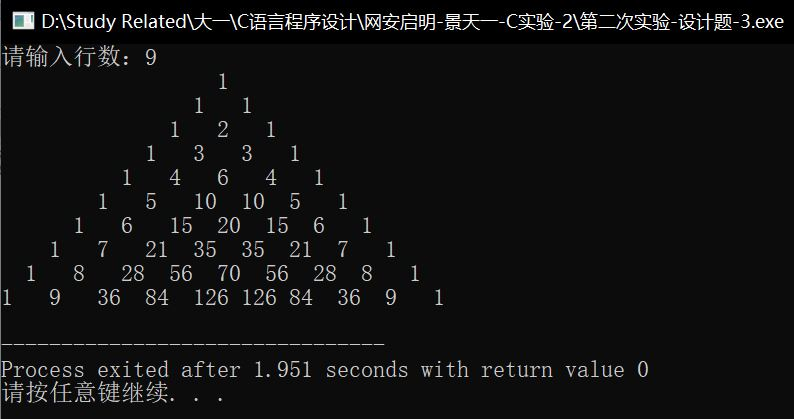 D:\Study Related\大一\C语言程序设计\网安启明-景天一-C实验-2\第二次实验-设计题-3.exe
请输入行数：9
                  1
                1   1
              1   2   1
            1   3   3   1
          1   4   6   4   1
        1   5   10  10  5   1
      1   6   15  20  15  6   1
    1   7   21  35  35  21  7   1
  1   8   28  56  70  56  28  8   1
1   9   36  84  126 126 84  36  9   1
--------------------------------
Process exited after 1.951 seconds with return value 0
请按任意键继续. . .